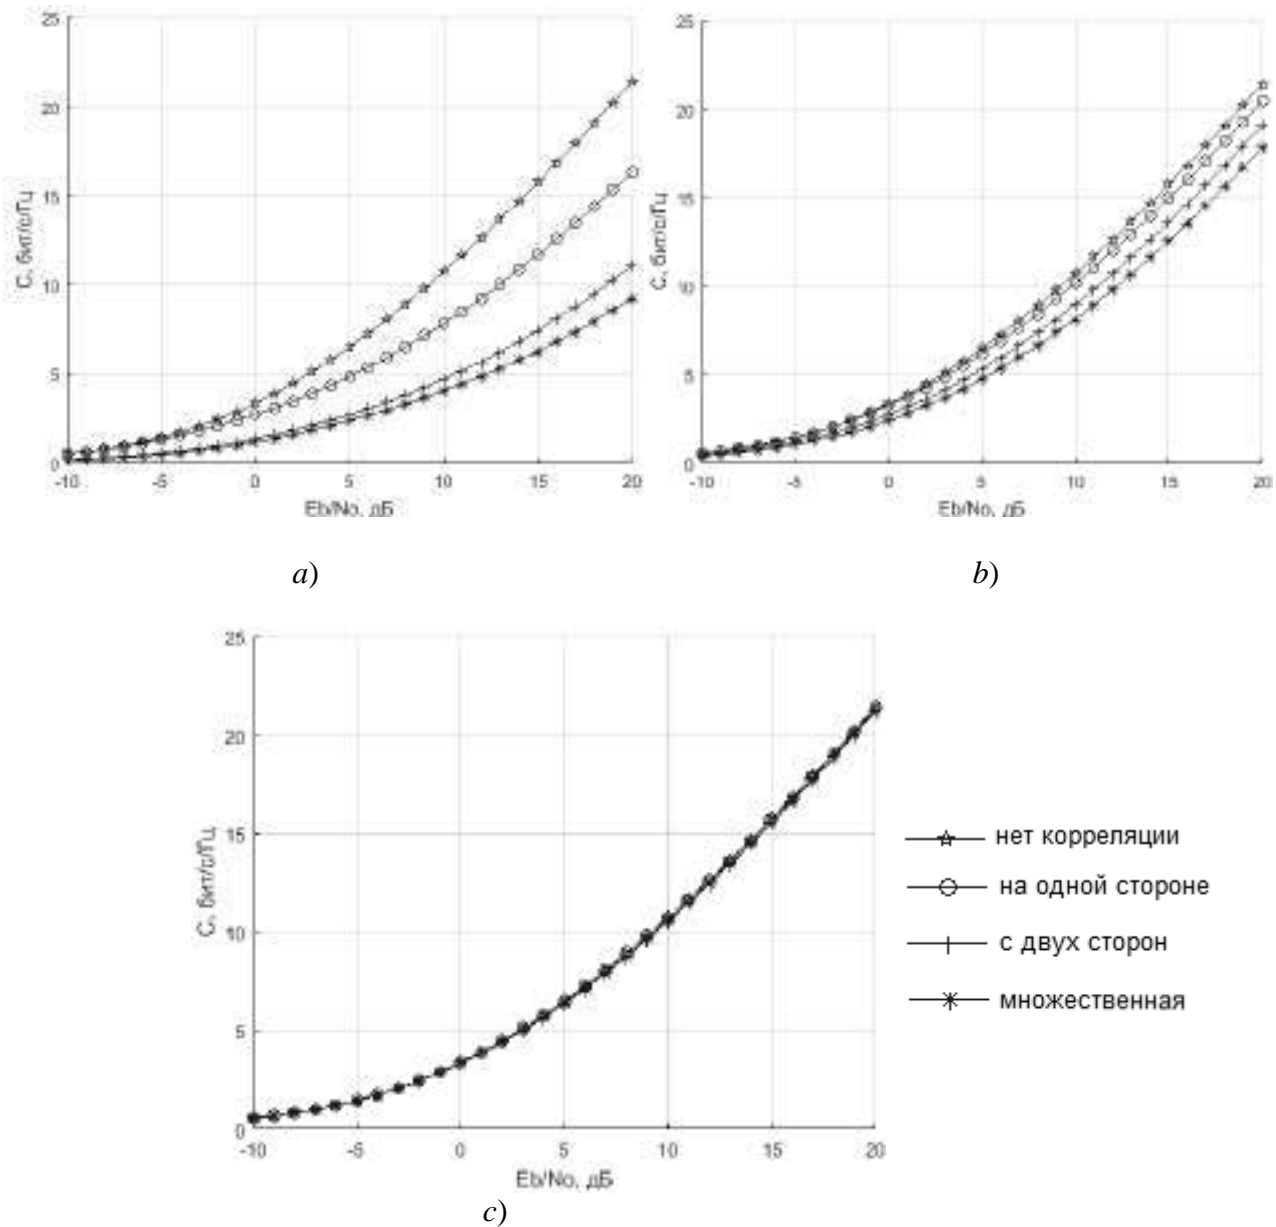 25
20
15
10
5
0
С, бит/с/Гц
-10 -5 0 5 10 15 20
Eb/No, дБ
a)
25
20
15
10
5
0
С, бит/с/Гц
-10 -5 0 5 10 15 20
Eb/No, дБ
b)
25
20
15
10
5
0
С, бит/с/Гц
-10 -5 0 5 10 15 20
Eb/No, дБ
c)
нет корреляции
на одной стороне
с двух сторон
множественная